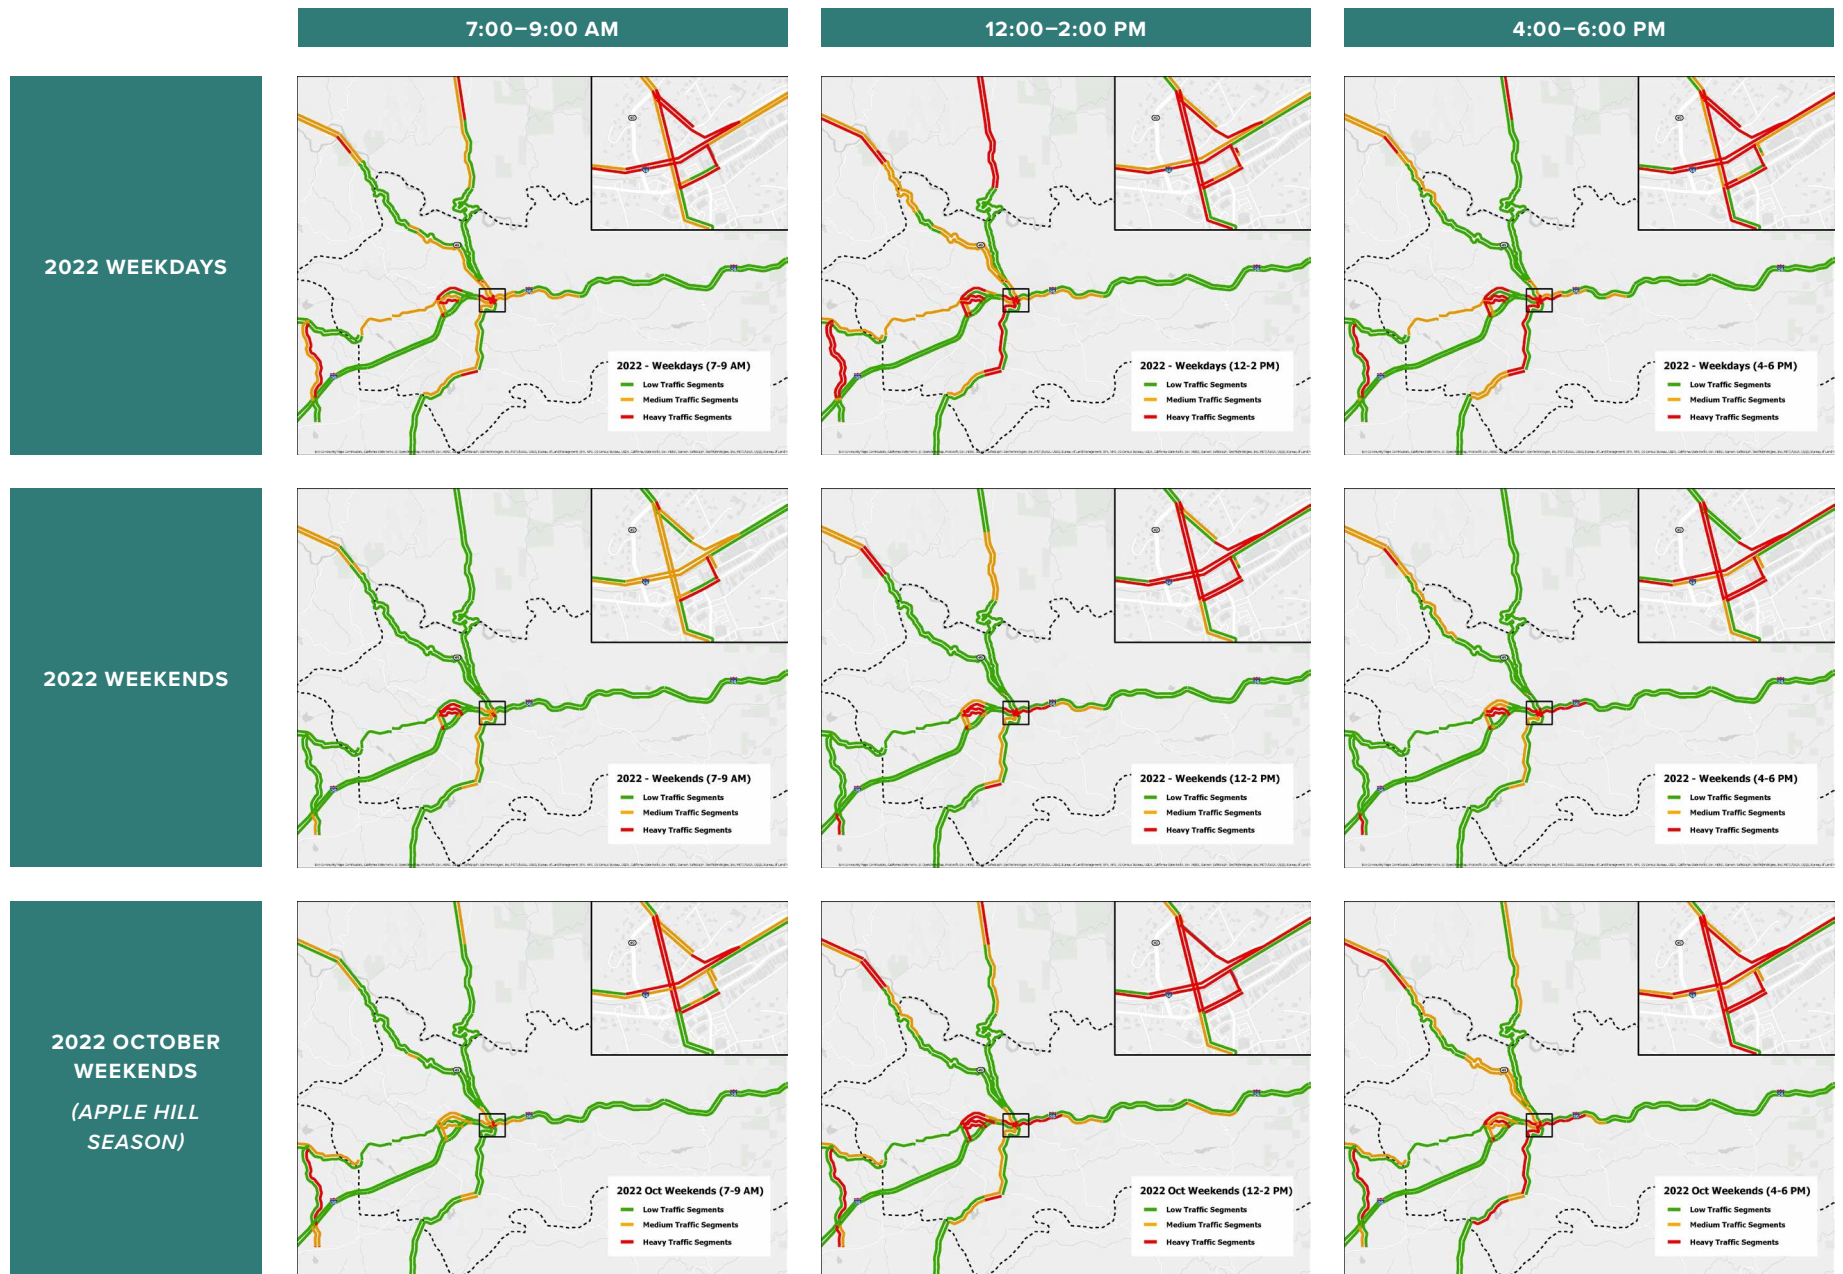 7:00–9:00 AM
12:00–2:00 PM
4:00–6:00 PM
2022 WEEKDAYS
2022 - Weekdays (7-9 AM)
Low Traffic Segments
Medium Traffic Segments
Heavy Traffic Segments
2022 - Weekdays (12-2 PM)
Low Traffic Segments
Medium Traffic Segments
Heavy Traffic Segments
2022 - Weekdays (4-6 PM)
Low Traffic Segments
Medium Traffic Segments
Heavy Traffic Segments
2022 WEEKENDS
2022 - Weekends (7-9 AM)
Low Traffic Segments
Medium Traffic Segments
Heavy Traffic Segments
2022 - Weekends (12-2 PM)
Low Traffic Segments
Medium Traffic Segments
Heavy Traffic Segments
2022 - Weekends (4-6 PM)
Low Traffic Segments
Medium Traffic Segments
Heavy Traffic Segments
2022 OCTOBER
WEEKENDS
(APPLE HILL
SEASON)
2022 Oct Weekends (7-9 AM)
Low Traffic Segments
Medium Traffic Segments
Heavy Traffic Segments
2022 Oct Weekends (12-2 PM)
Low Traffic Segments
Medium Traffic Segments
Heavy Traffic Segments
2022 Oct Weekends (4-6 PM)
Low Traffic Segments
Medium Traffic Segments
Heavy Traffic Segments